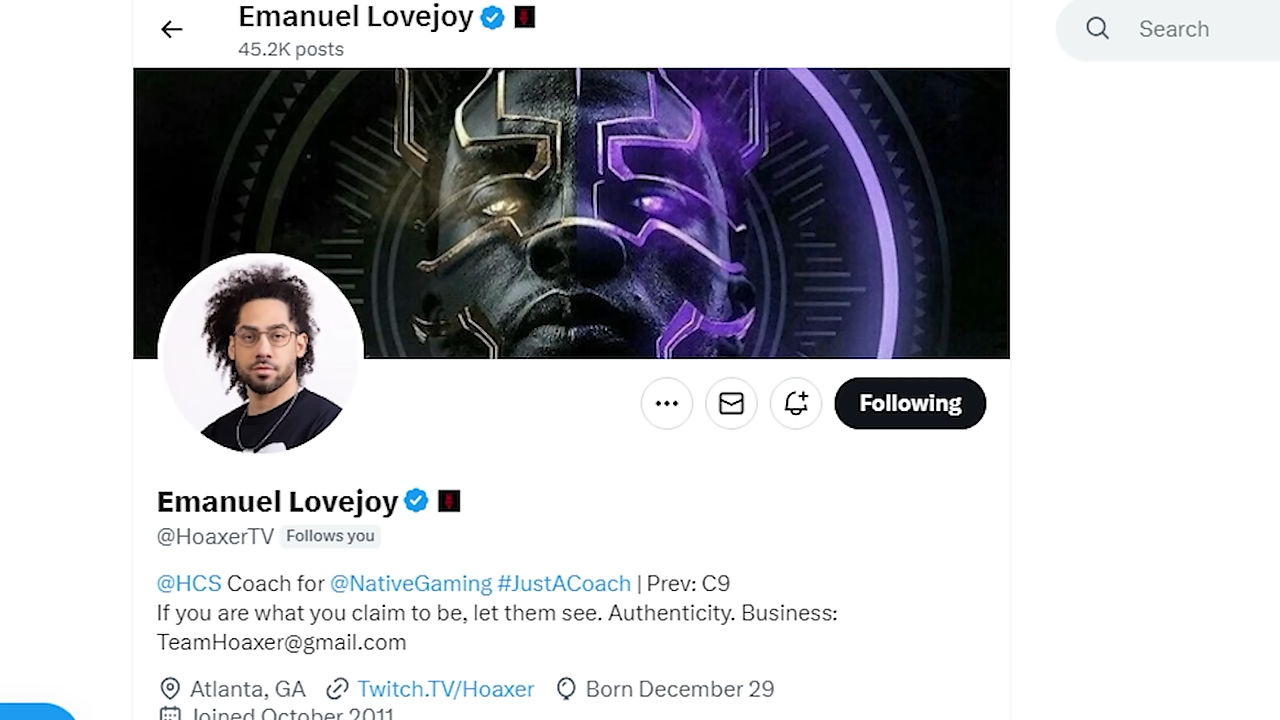 Emanuel Lovejoy
45.2K posts
Search
Following
Emanuel Lovejoy
@HoaxerTV Follows you
@HCS Coach for @NativeGaming #JustACoach | Prev: C9
If you are what you claim to be, let them see. Authenticity. Business:
TeamHoaxer@gmail.com
Atlanta, GA Twitch.TV/Hoaxer Born December 29
Joined October 2011